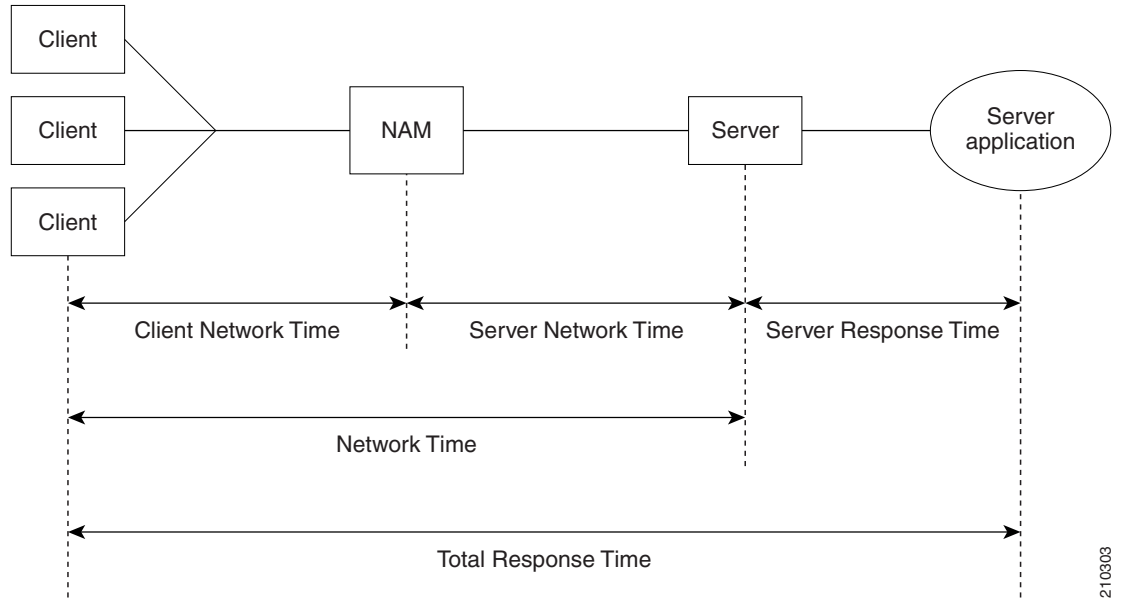 Client
Client
NAM
Server
Server
application
Client
Client Network Time
Server Network Time
Server Response Time
Network Time
Total Response Time
210303